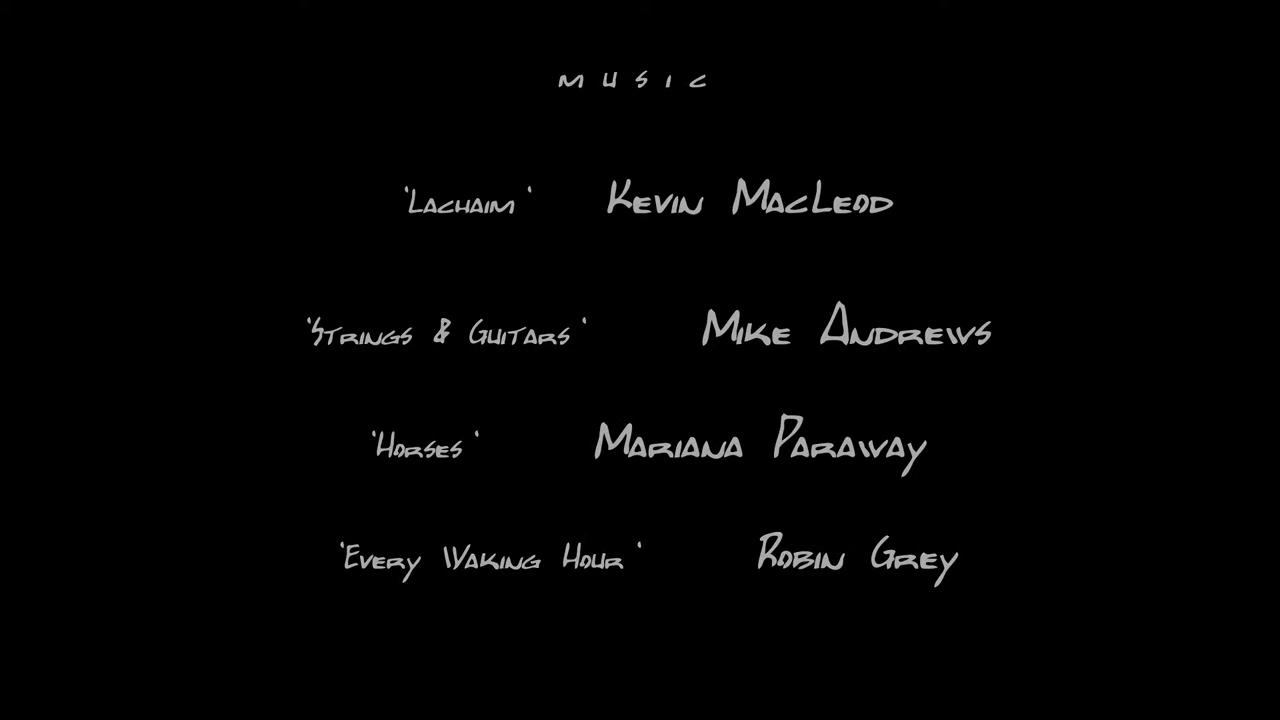 MUSIC
'Lachaim' Kevin MacLeod
'Strings & Guitars' Mike Andrews
'Horses' Mariana Paraway
'Every Waking Hour' Robin Grey